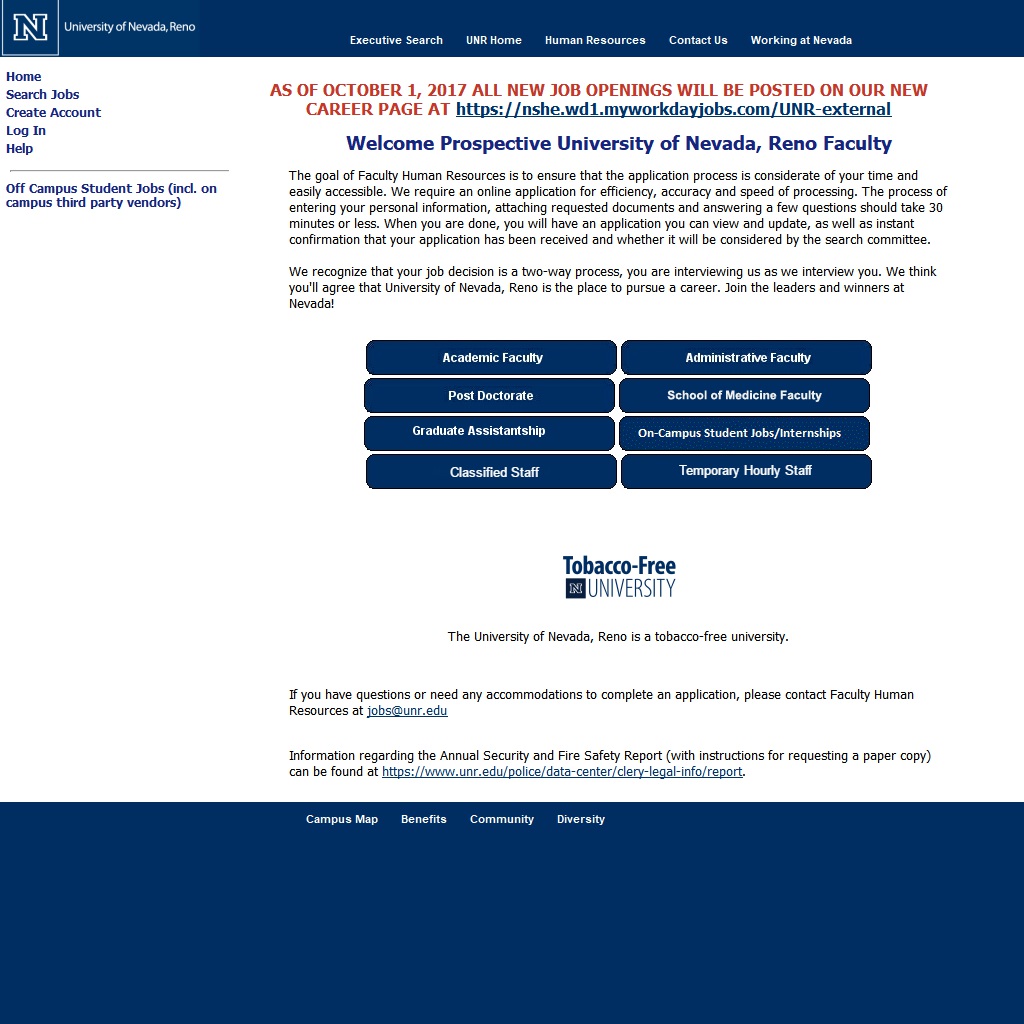 N University of Nevada, Reno
Executive Search UNR Home Human Resources Contact Us Working at Nevada
Home
Search Jobs
Create Account
Log In
Help
Off Campus Student Jobs (incl. on
campus third party vendors)
AS OF OCTOBER 1, 2017 ALL NEW JOB OPENINGS WILL BE POSTED ON OUR NEW
CAREER PAGE AT https://nshe.wd1.myworkdayjobs.com/UNR-external
Welcome Prospective University of Nevada, Reno Faculty
The goal of Faculty Human Resources is to ensure that the application process is considerate of your time and
easily accessible. We require an online application for efficiency, accuracy and speed of processing. The process of
entering your personal information, attaching requested documents and answering a few questions should take 30
minutes or less. When you are done, you will have an application you can view and update, as well as instant
confirmation that your application has been received and whether it will be considered by the search committee.
We recognize that your job decision is a two-way process, you are interviewing us as we interview you. We think
you'll agree that University of Nevada, Reno is the place to pursue a career. Join the leaders and winners at
Nevada!
Academic Faculty Administrative Faculty
Post Doctorate School of Medicine Faculty
Graduate Assistantship On-Campus Student Jobs/Internships
Classified Staff Temporary Hourly Staff
Tobacco-Free
N UNIVERSITY
The University of Nevada, Reno is a tobacco-free university.
If you have questions or need any accommodations to complete an application, please contact Faculty Human
Resources at jobs@unr.edu
Information regarding the Annual Security and Fire Safety Report (with instructions for requesting a paper copy)
can be found at https://www.unr.edu/police/data-center/clery-legal-info/report.
Campus Map Benefits Community Diversity